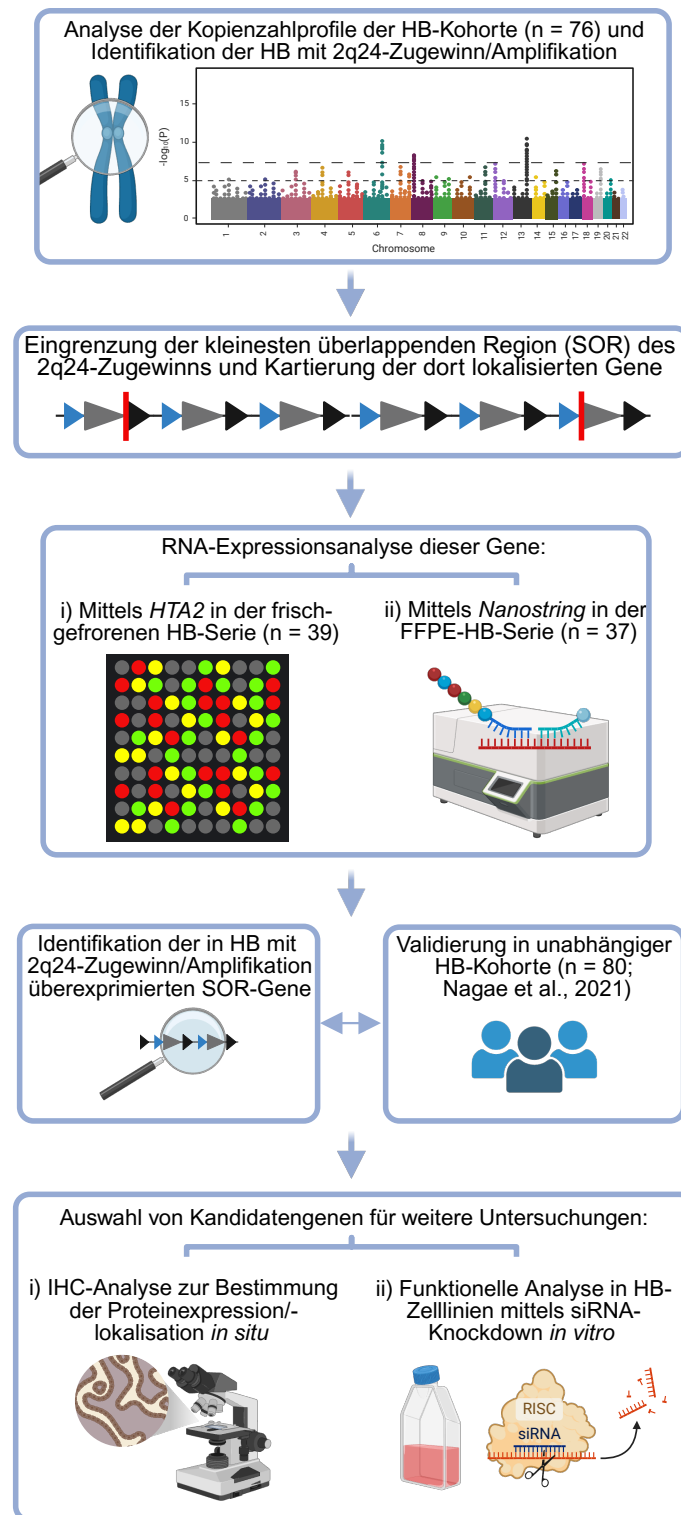 Analyse der Kopienzahlprofile der HB-Kohorte (n = 76) und
Identifikation der HB mit 2q24-Zugewinn/Amplifikation
-log₁₀(P)
15
10
5
0
1
2
3
4
5
6
7
8
9
10
11
12
13
14
15
16
17
18
19
20
21
22
Chromosome
Eingrenzung der kleinesten überlappenden Region (SOR) des
2q24-Zugewinns und Kartierung der dort lokalisierten Gene
RNA-Expressionsanalyse dieser Gene:
i) Mittels HTA2 in der frisch-
gefrorenen HB-Serie (n = 39)
ii) Mittels Nanostring in der
FFPE-HB-Serie (n = 37)
Identifikation der in HB mit
2q24-Zugewinn/Amplifikation
überexprimierten SOR-Gene
Validierung in unabhängiger
HB-Kohorte (n = 80;
Nagae et al., 2021)
Auswahl von Kandidatengenen für weitere Untersuchungen:
i) IHC-Analyse zur Bestimmung
der Proteinexpression/-
lokalisation in situ
ii) Funktionelle Analyse in HB-
Zelllinien mittels siRNA-
Knockdown in vitro
RISC
siRNA